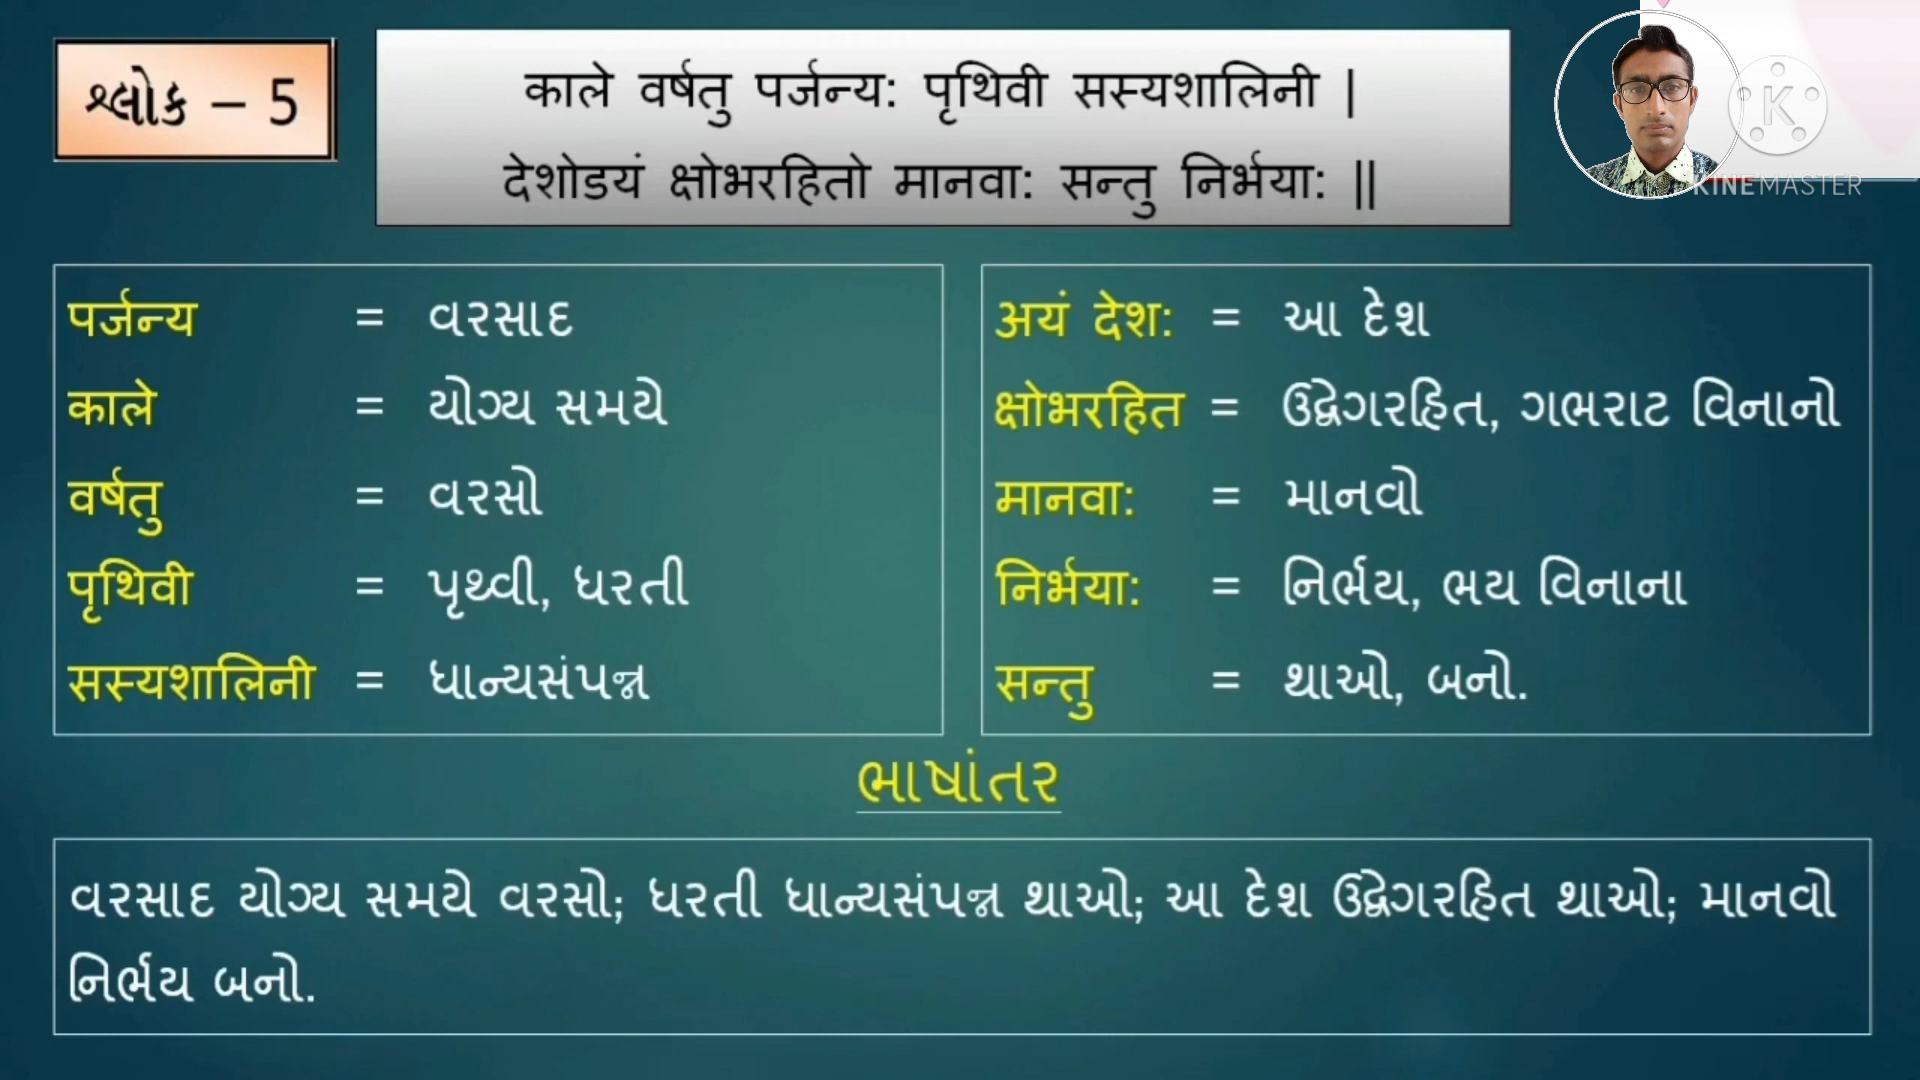 શ્લોક – 5
काले वर्षतु पर्जन्य: पृथिवी सस्यशालिनी |
देशोडयं क्षोभरहितो मानवा: सन्तु निर्भया: ||
KINEMASTER
पर्जन्य = વરસાદ
काले = યોગ્ય સમયે
वर्षतु = વરસો
पृथिवी = પૃથ્વી, ધરતી
सस्यशालिनी = ધાન્યસંપન્ન
अयं देश: = આ દેશ
क्षोभरहित = ઉદ્વેગરહિત, ગભરાટ વિનાનો
मानवा: = માનવો
निर्भया: = નિર્ભય, ભય વિનાના
सन्तु = થાઓ, બનો.
ભાષાંતર
વરસાદ યોગ્ય સમયે વરસો; ધરતી ધાન્યસંપન્ન થાઓ; આ દેશ ઉદ્વેગરહિત થાઓ; માનવો
નિર્ભય બનો.